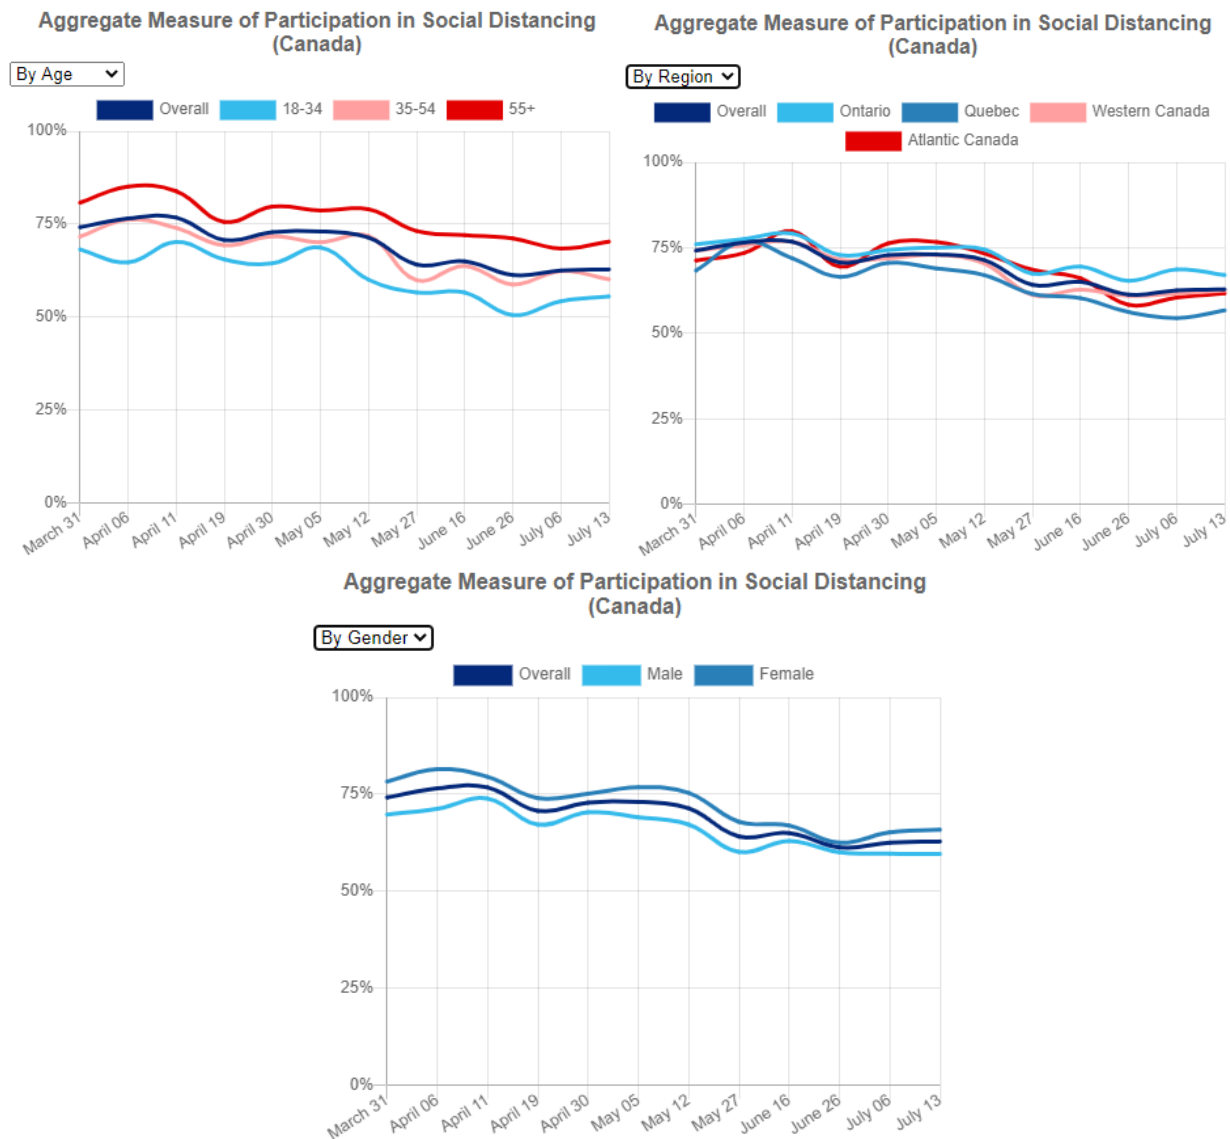 Aggregate Measure of Participation in Social Distancing
(Canada)
By Age
Overall 18-34 35-54 55+
100%
75%
50%
25%
0%
March 31 April 06 April 11 April 19 April 30 May 05 May 12 May 27 June 16 June 26 July 06 July 13
Aggregate Measure of Participation in Social Distancing
(Canada)
By Region
Overall Ontario Quebec Western Canada
Atlantic Canada
100%
75%
50%
25%
0%
March 31 April 06 April 11 April 19 April 30 May 05 May 12 May 27 June 16 June 26 July 06 July 13
Aggregate Measure of Participation in Social Distancing
(Canada)
By Gender
Overall Male Female
100%
75%
50%
25%
0%
March 31 April 06 April 11 April 19 April 30 May 05 May 12 May 27 June 16 June 26 July 06 July 13